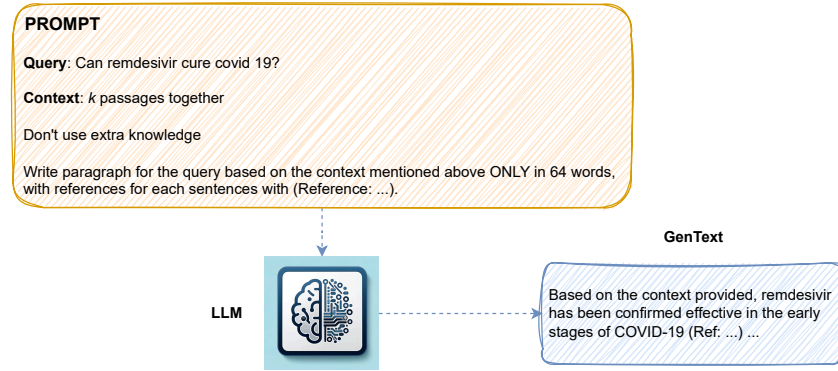 PROMPT
Query: Can remdesivir cure covid 19?
Context: k passages together
Don't use extra knowledge
Write paragraph for the query based on the context mentioned above ONLY in 64 words,
with references for each sentences with (Reference: ...).
GenText
LLM
Based on the context provided, remdesivir
has been confirmed effective in the early
stages of COVID-19 (Ref: ...) ...